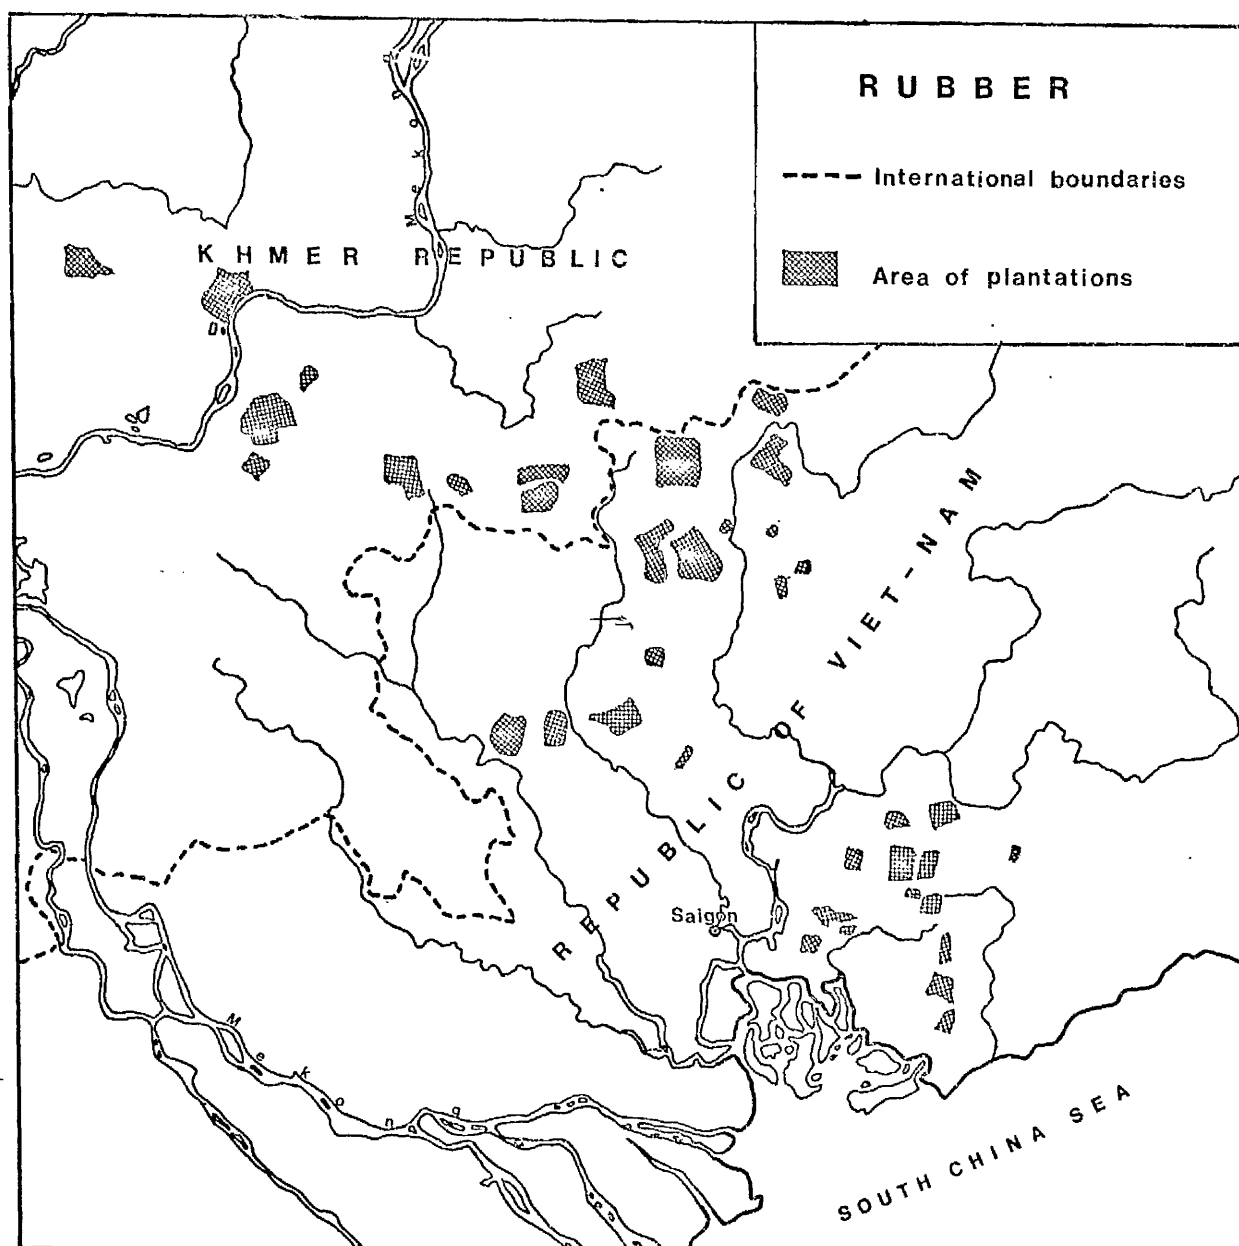 RUBBER
International boundaries
Area of plantations
Mekong
KHMER REPUBLIC
REPUBLIC OF VIET-NAM
Saigon
Mekong
SOUTH CHINA SEA